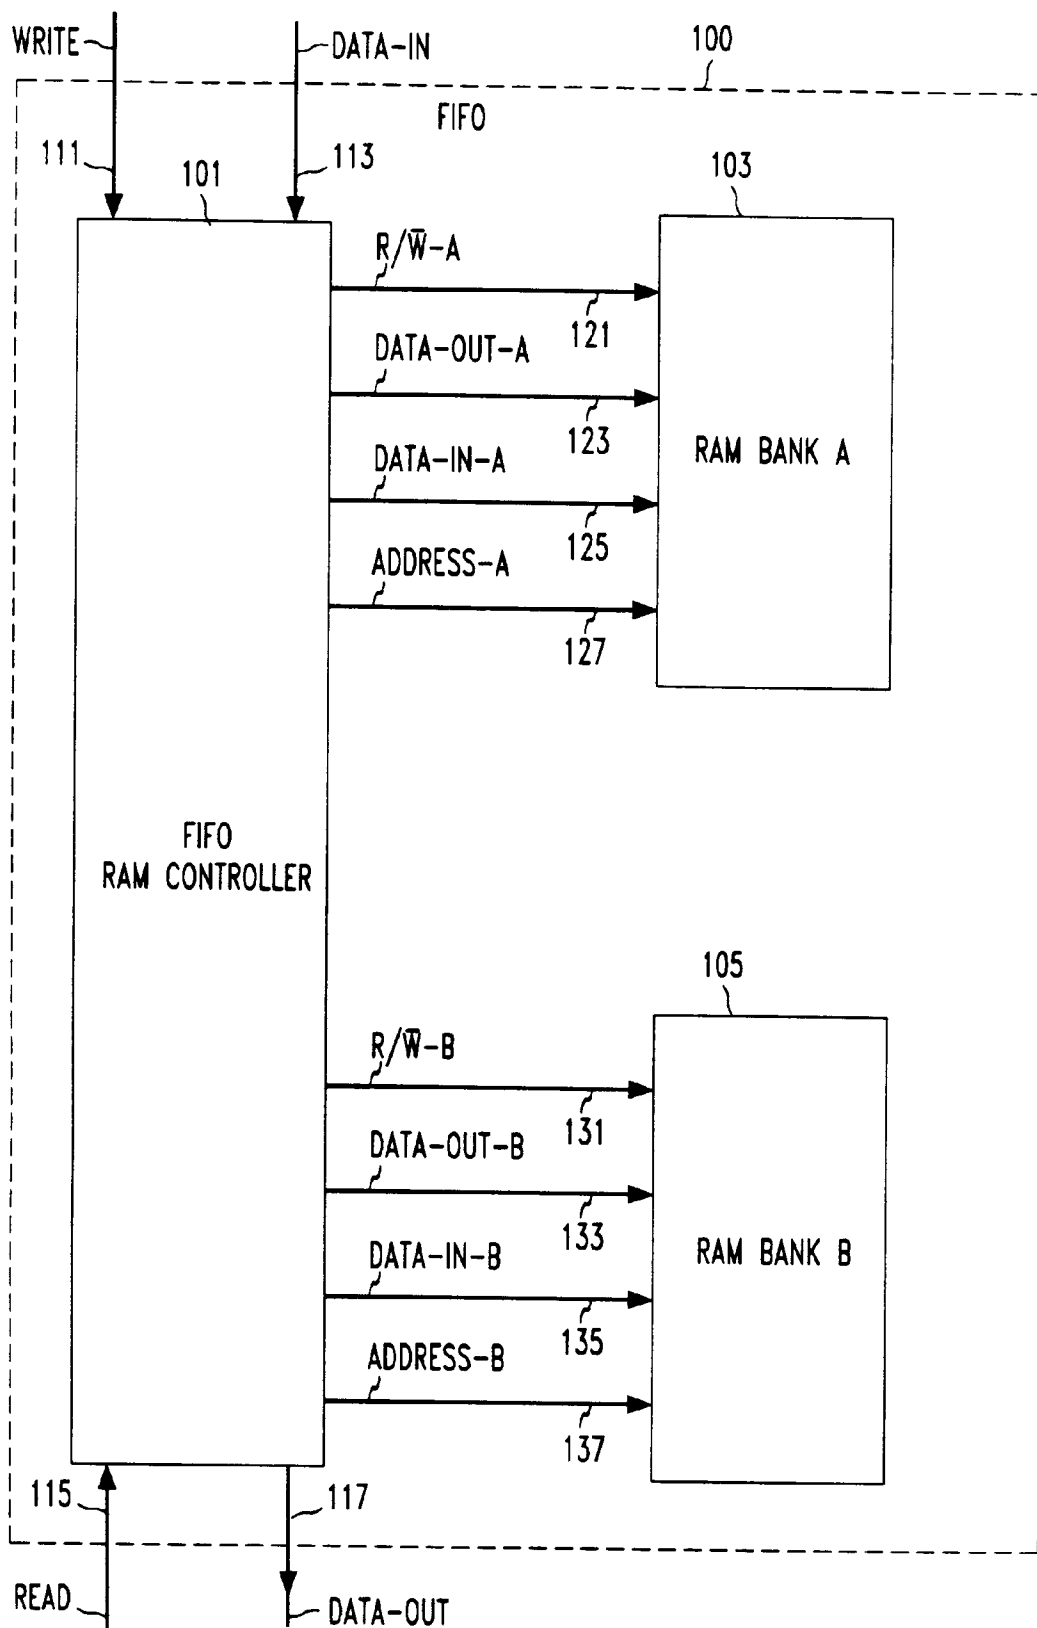 WRITE
DATA-IN
100
FIFO
111
113
101
103
R/W̅-A
121
DATA-OUT-A
123
DATA-IN-A
125
ADDRESS-A
127
RAM BANK A
FIFO
RAM CONTROLLER
105
R/W̅-B
131
DATA-OUT-B
133
DATA-IN-B
135
ADDRESS-B
137
RAM BANK B
115
117
READ
DATA-OUT